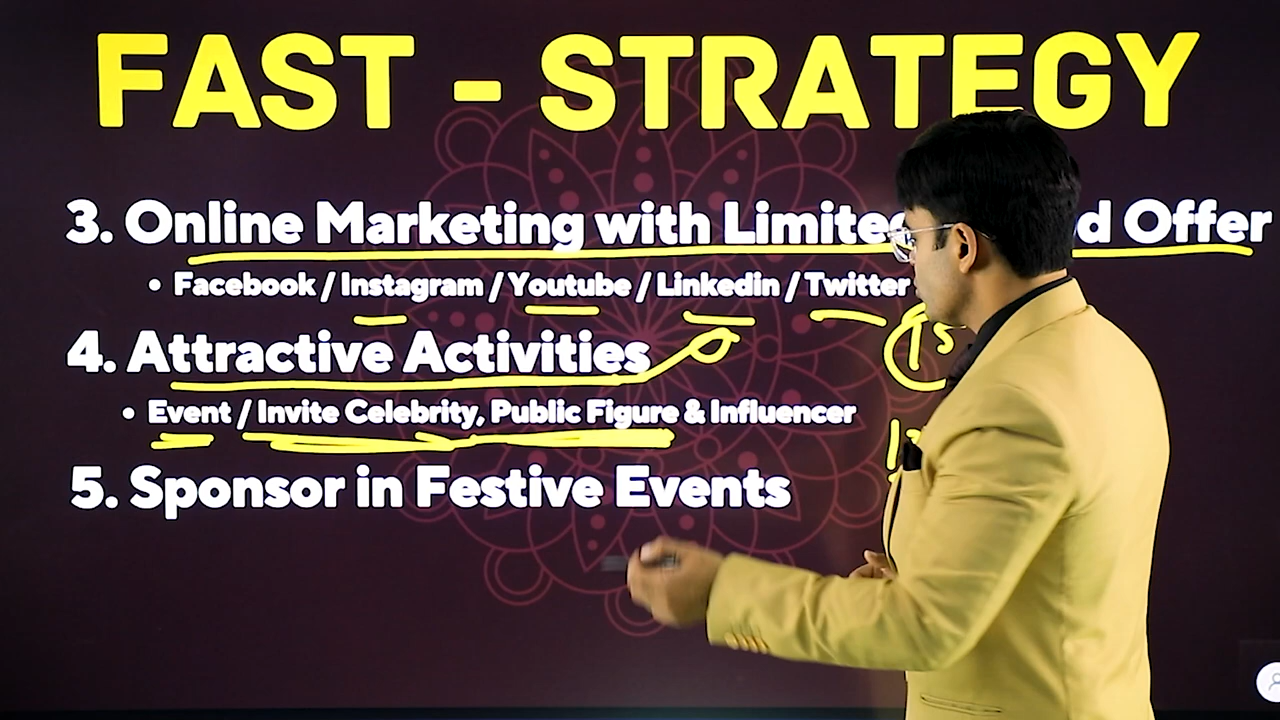 FAST - STRATEGY
3. Online Marketing with Limited d Offer
• Facebook / Instagram / Youtube / Linkedin / Twitter
4. Attractive Activities
• Event / Invite Celebrity, Public Figure & Influencer
5. Sponsor in Festive Events